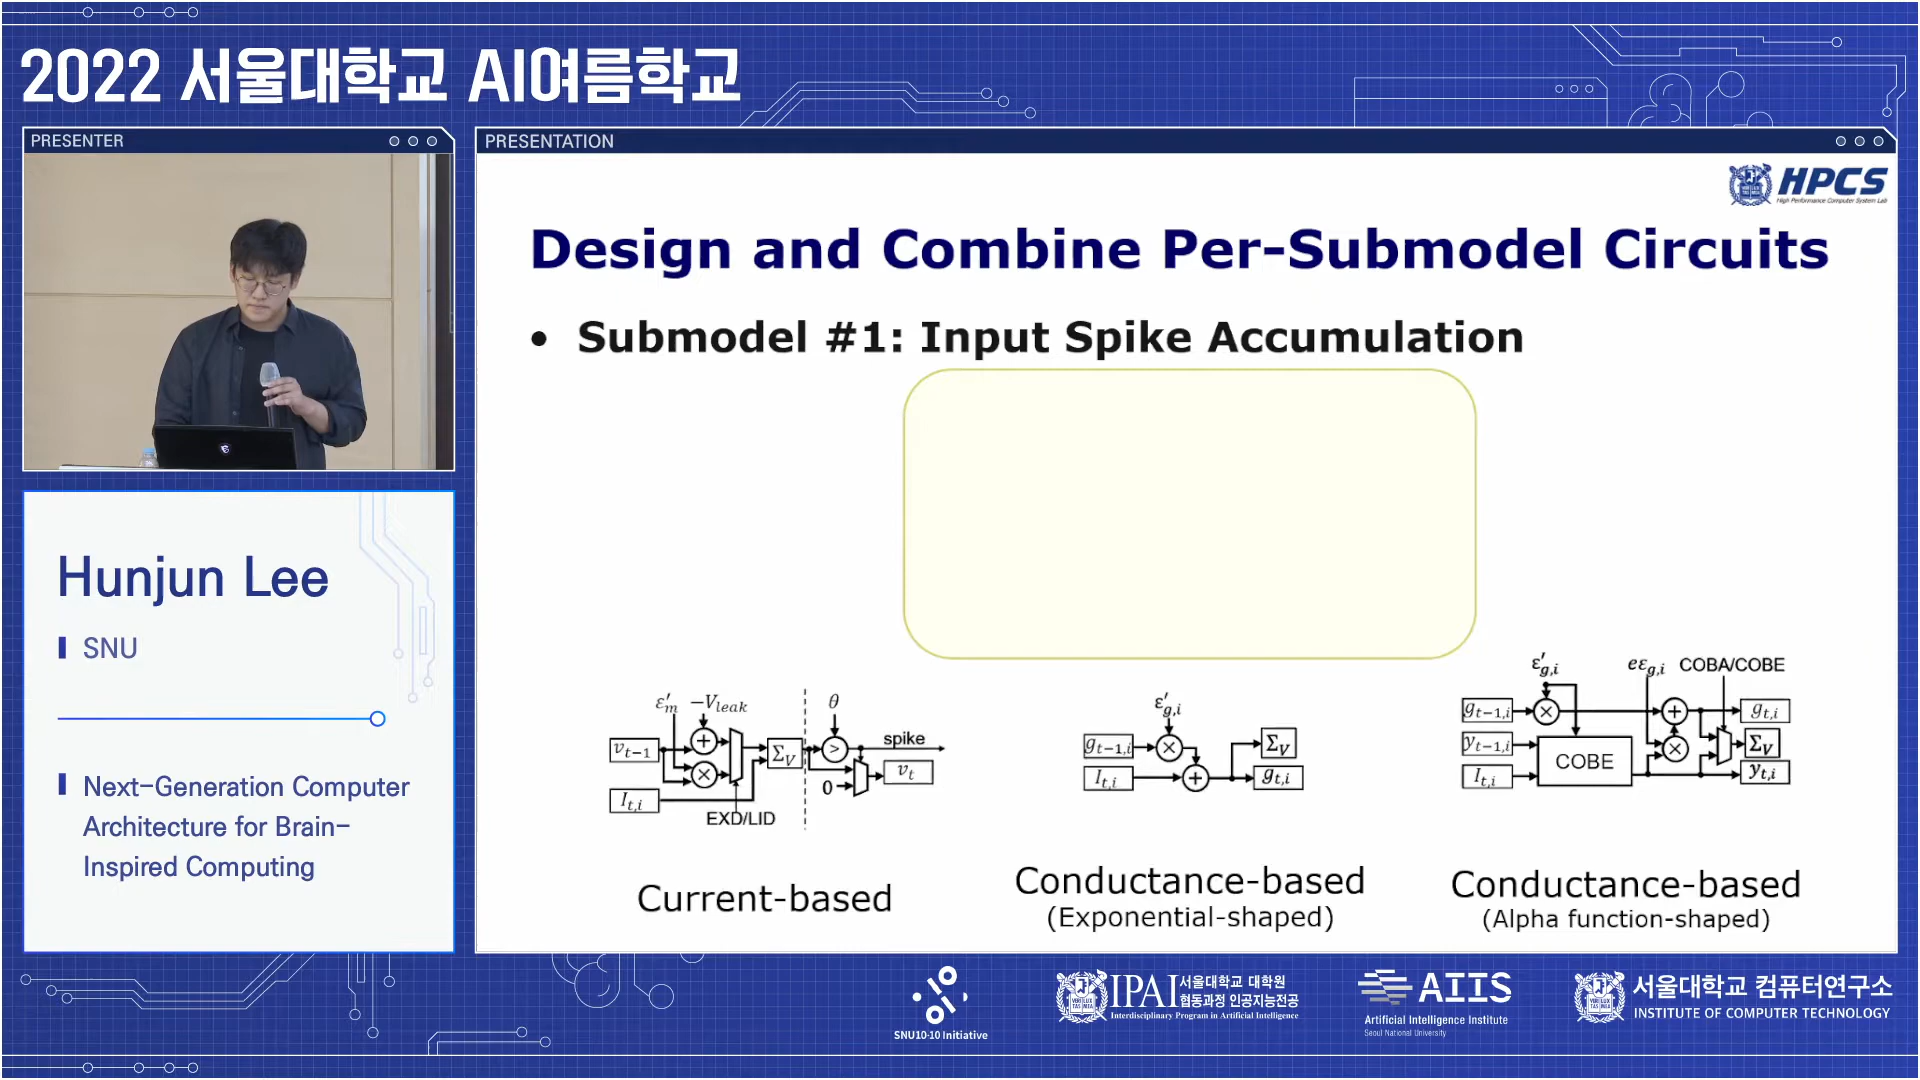 2022 서울대학교 AI여름학교
PRESENTER
PRESENTATION
HPCS
High Performance Computer System Lab
Design and Combine Per-Submodel Circuits
• Submodel #1: Input Spike Accumulation
Hunjun Lee
SNU
Next-Generation Computer
Architecture for Brain-
Inspired Computing
ε'm −Vleak θ
vt−1 + × ΣV > spike
vt
0
It,i
EXD/LID
Current-based
ε'g,i
gt−1,i × ΣV
It,i + gt,i
Conductance-based
(Exponential-shaped)
ε'g,i eεg,i COBA/COBE
gt−1,i × + gt,i
yt−1,i COBE × ΣV
It,i yt,i
Conductance-based
(Alpha function-shaped)
SNU10-10 Initiative
IPAI 서울대학교 대학원
협동과정 인공지능전공
Interdisciplinary Program in Artificial Intelligence
AIIS
Artificial Intelligence Institute
Seoul National University
서울대학교 컴퓨터연구소
INSTITUTE OF COMPUTER TECHNOLOGY